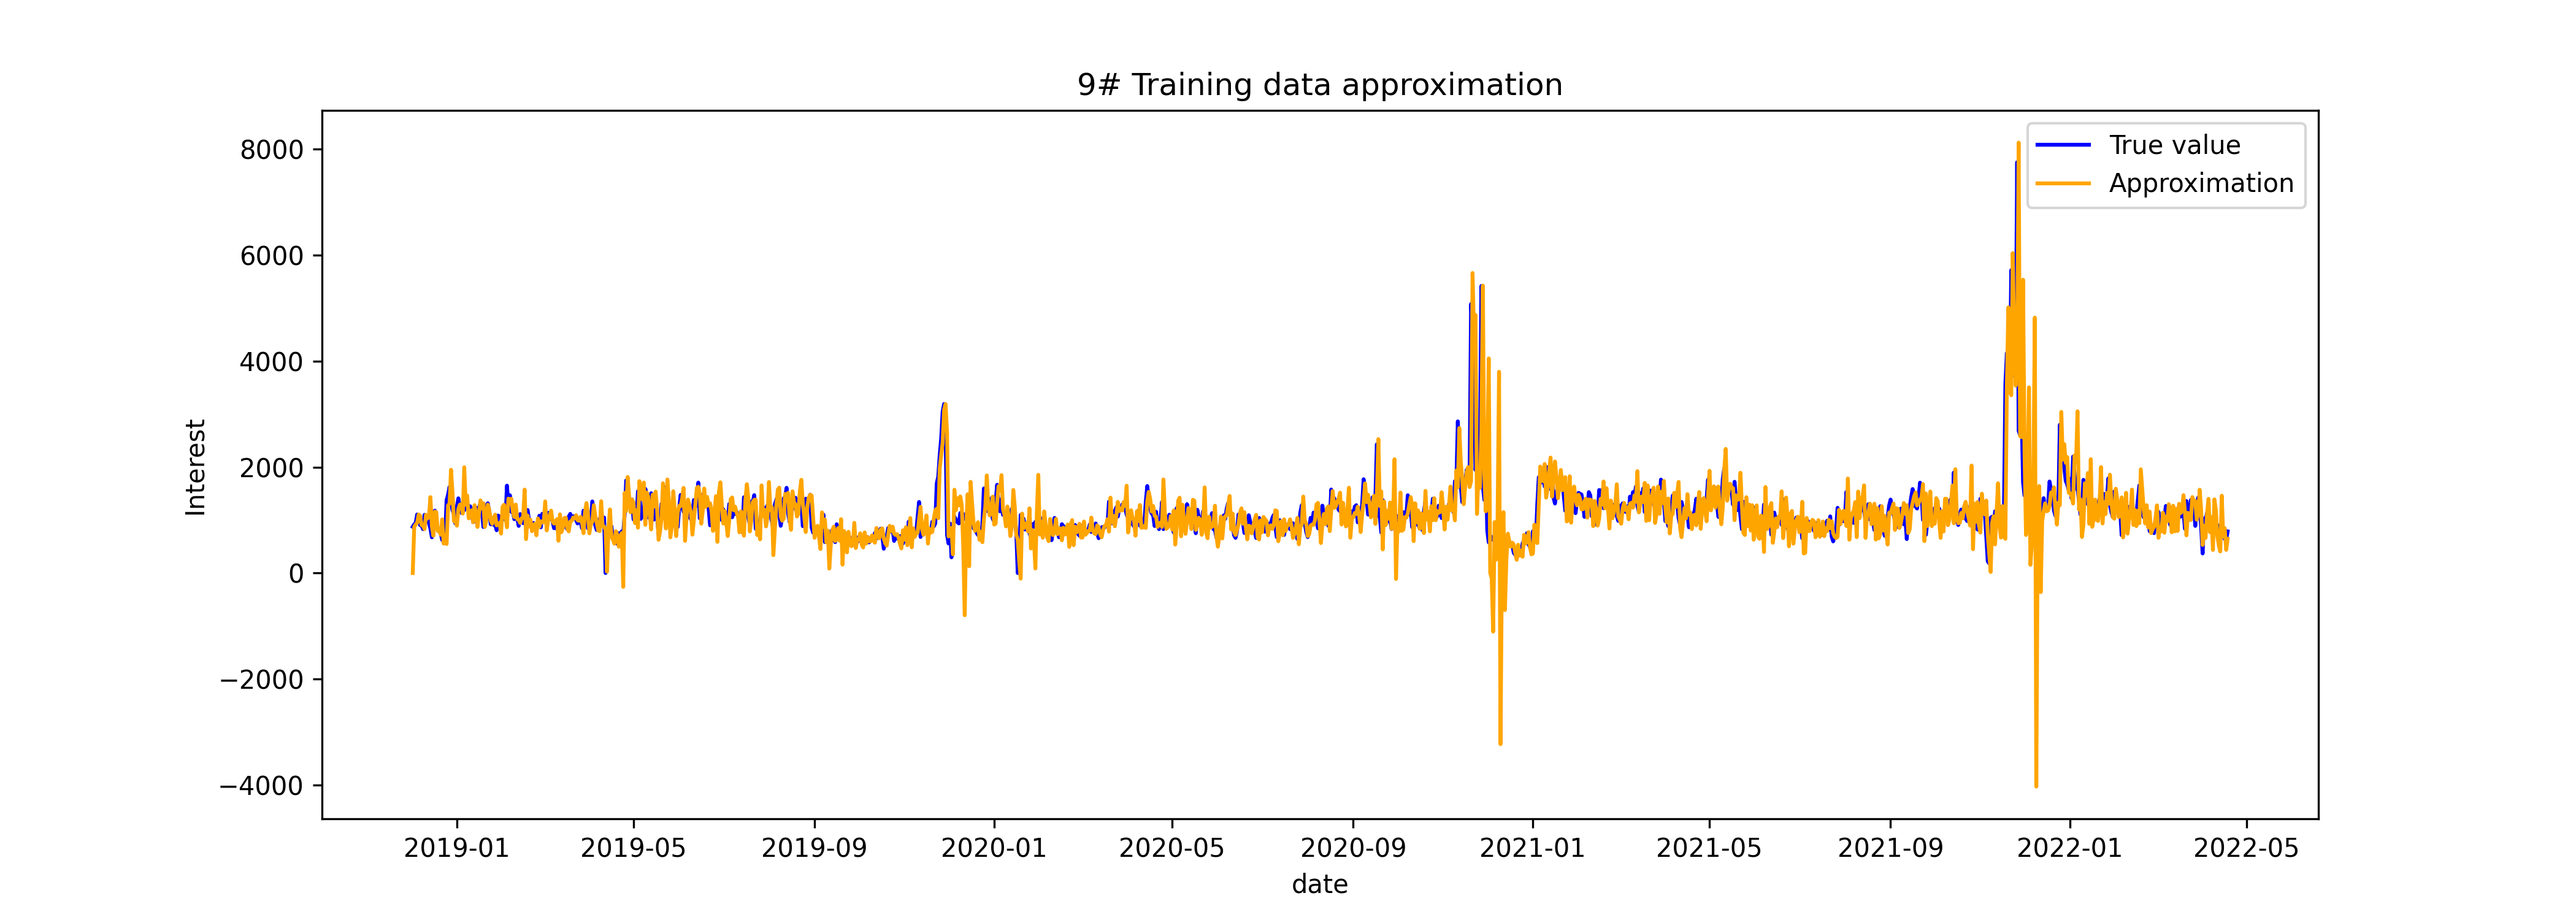 9# Training data approximation
True value
Approximation
8000
6000
4000
2000
0
−2000
−4000
Interest
2019-01 2019-05 2019-09 2020-01 2020-05 2020-09 2021-01 2021-05 2021-09 2022-01 2022-05
date